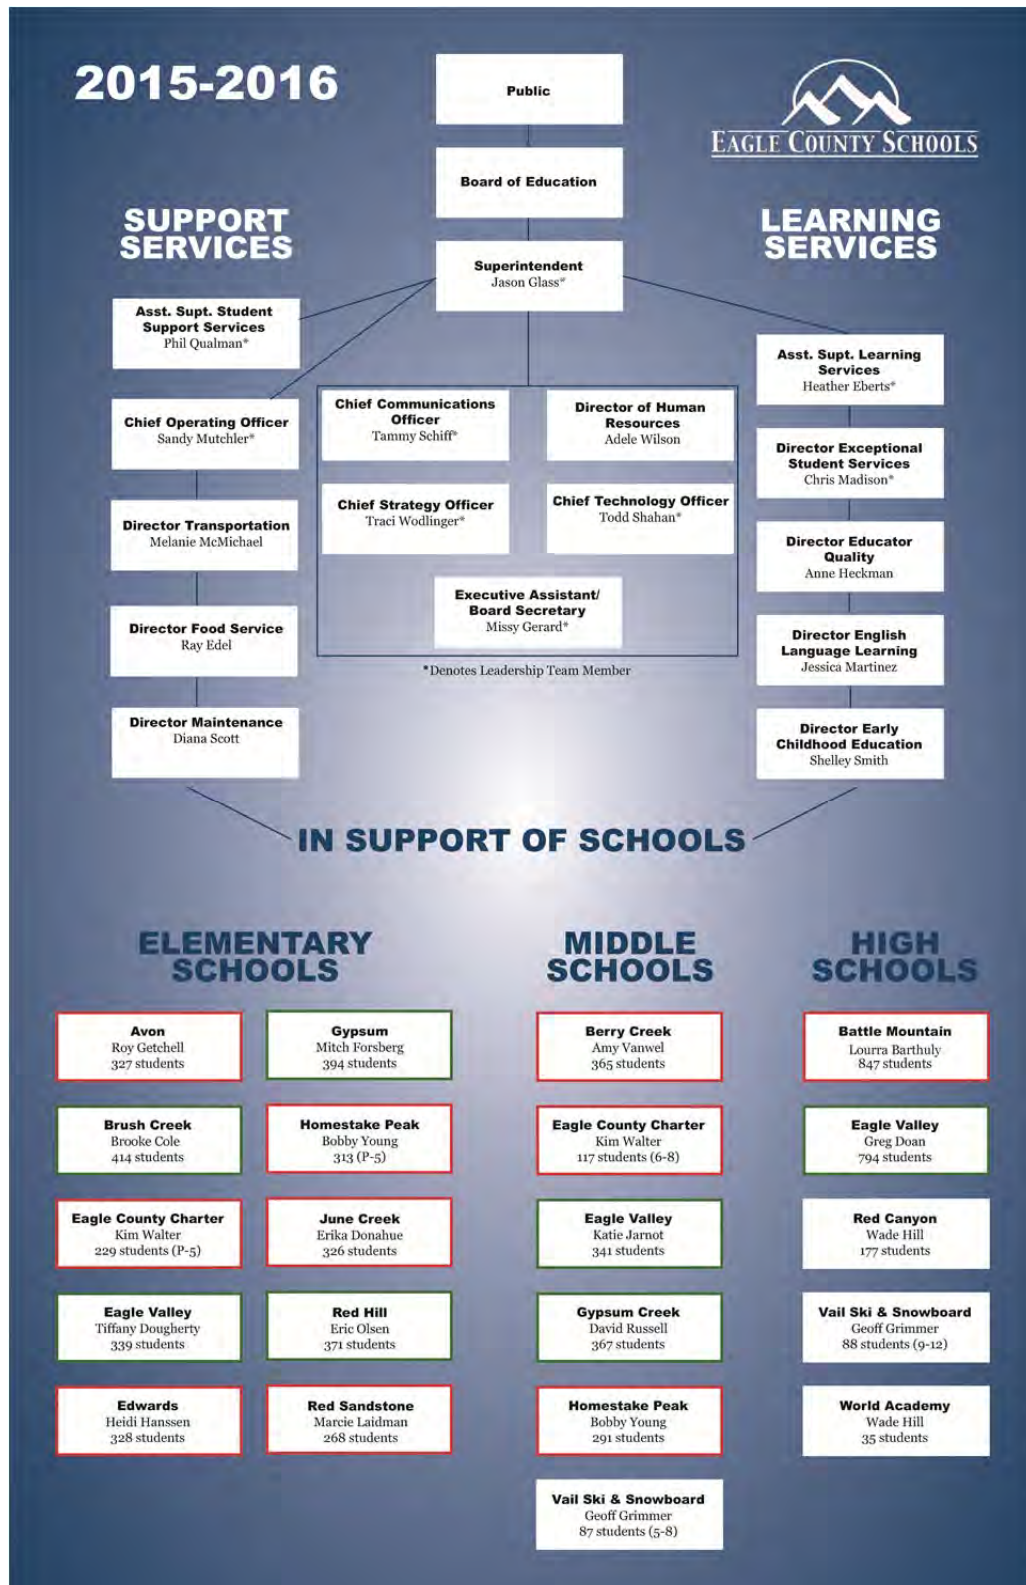 2015-2016
EAGLE COUNTY SCHOOLS
Public
Board of Education
Superintendent
Jason Glass*
SUPPORT
SERVICES
Asst. Supt. Student
Support Services
Phil Qualman*
Chief Operating Officer
Sandy Mutchler*
Director Transportation
Melanie McMichael
Director Food Service
Ray Edel
Director Maintenance
Diana Scott
Chief Communications
Officer
Tammy Schiff*
Director of Human
Resources
Adele Wilson
Chief Strategy Officer
Traci Wodlinger*
Chief Technology Officer
Todd Shahan*
Executive Assistant/
Board Secretary
Missy Gerard*
*Denotes Leadership Team Member
LEARNING
SERVICES
Asst. Supt. Learning
Services
Heather Eberts*
Director Exceptional
Student Services
Chris Madison*
Director Educator
Quality
Anne Heckman
Director English
Language Learning
Jessica Martinez
Director Early
Childhood Education
Shelley Smith
IN SUPPORT OF SCHOOLS
ELEMENTARY
SCHOOLS
Avon
Roy Getchell
327 students
Gypsum
Mitch Forsberg
394 students
Brush Creek
Brooke Cole
414 students
Homestake Peak
Bobby Young
313 (P-5)
Eagle County Charter
Kim Walter
229 students (P-5)
June Creek
Erika Donahue
326 students
Eagle Valley
Tiffany Dougherty
339 students
Red Hill
Eric Olsen
371 students
Edwards
Heidi Hanssen
328 students
Red Sandstone
Marcie Laidman
268 students
MIDDLE
SCHOOLS
Berry Creek
Amy Vanwel
365 students
Eagle County Charter
Kim Walter
117 students (6-8)
Eagle Valley
Katie Jarnot
341 students
Gypsum Creek
David Russell
367 students
Homestake Peak
Bobby Young
291 students
Vail Ski & Snowboard
Geoff Grimmer
87 students (5-8)
HIGH
SCHOOLS
Battle Mountain
Lourra Barthuly
847 students
Eagle Valley
Greg Doan
794 students
Red Canyon
Wade Hill
177 students
Vail Ski & Snowboard
Geoff Grimmer
88 students (9-12)
World Academy
Wade Hill
35 students